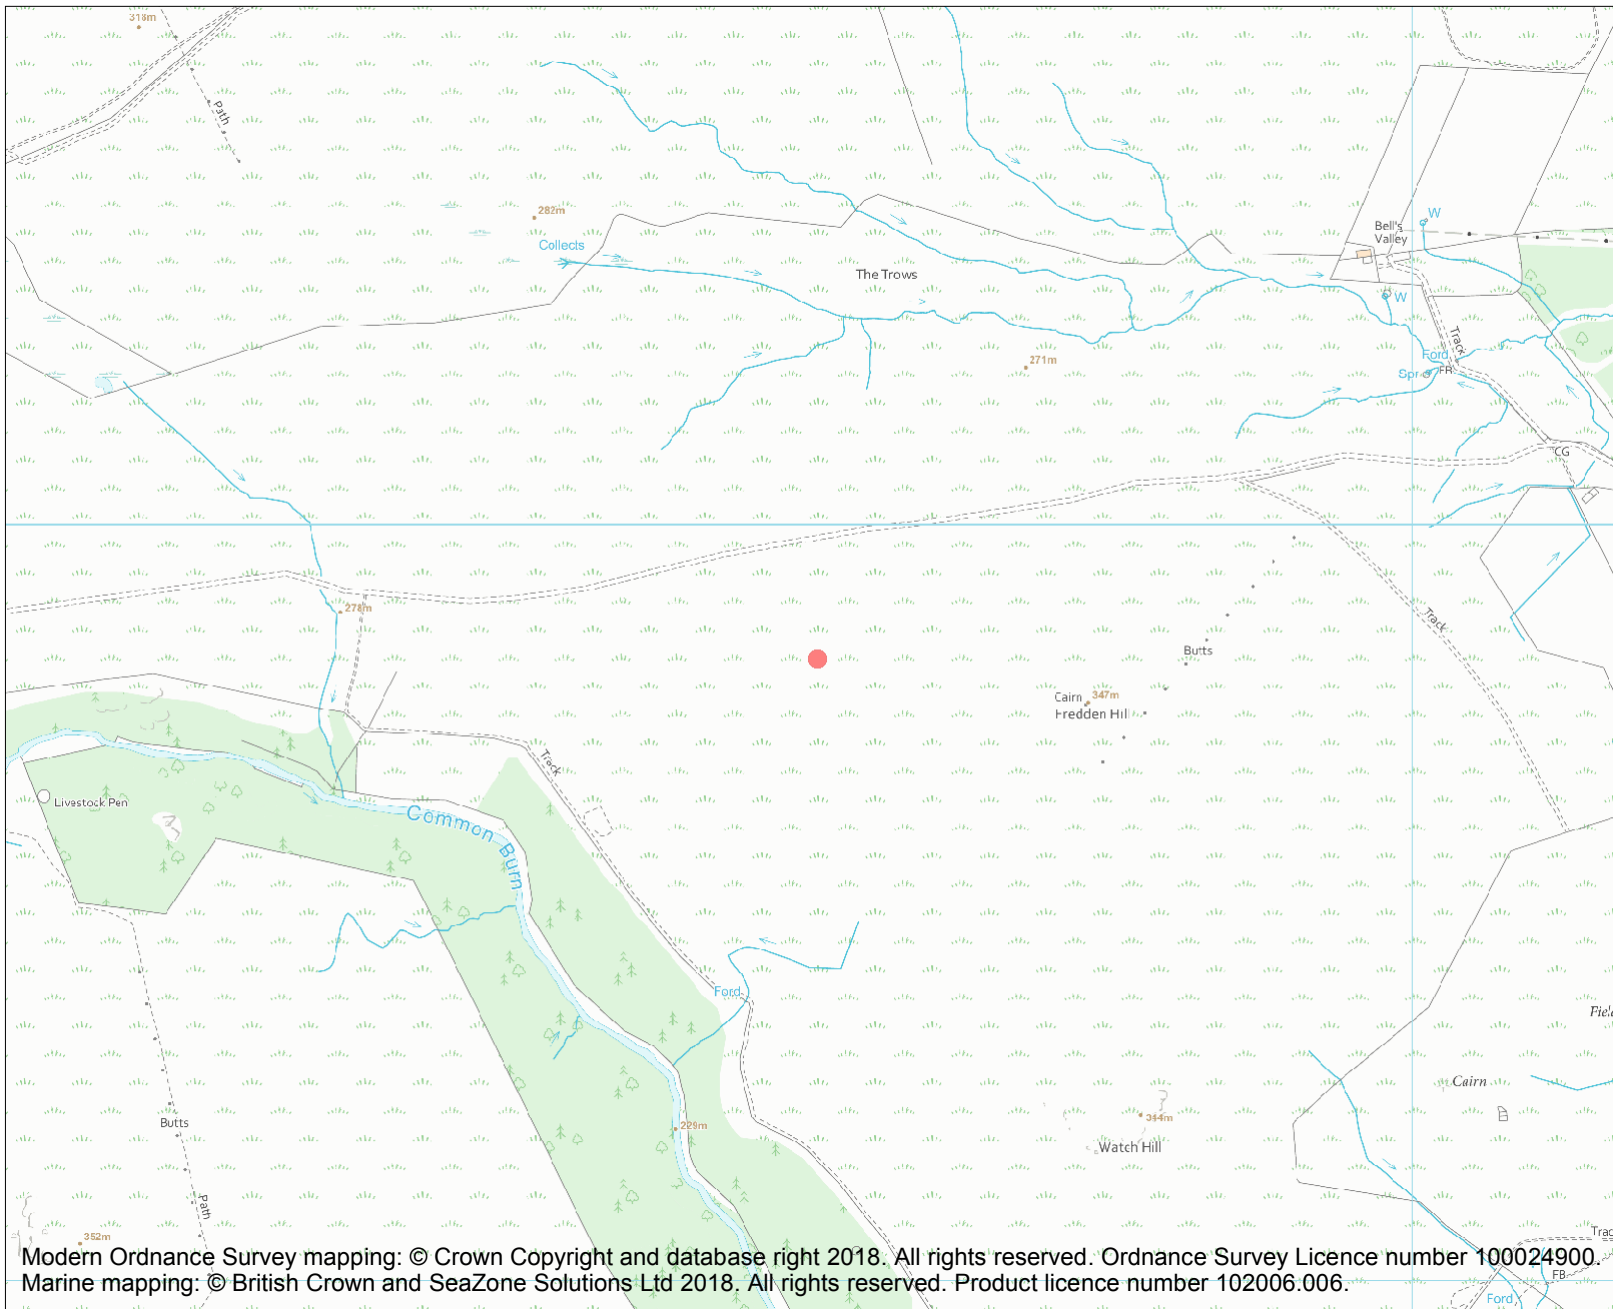 318m
Path
282m
Collects
The Trows
Bell's
Valley
W
W
Track
Ford
Spr
FB
271m
CG
278m
Track
Butts
Cairn
347m
Fredden Hill
Track
Livestock Pen
Common Burn
Ford
Cairn
Butts
229m
344m
Watch Hill
Path
352m
Modern Ordnance Survey mapping: © Crown Copyright and database right 2018. All rights reserved. Ordnance Survey Licence number 100024900.
Marine mapping: © British Crown and SeaZone Solutions Ltd 2018. All rights reserved. Product licence number 102006.006.
FB
Ford